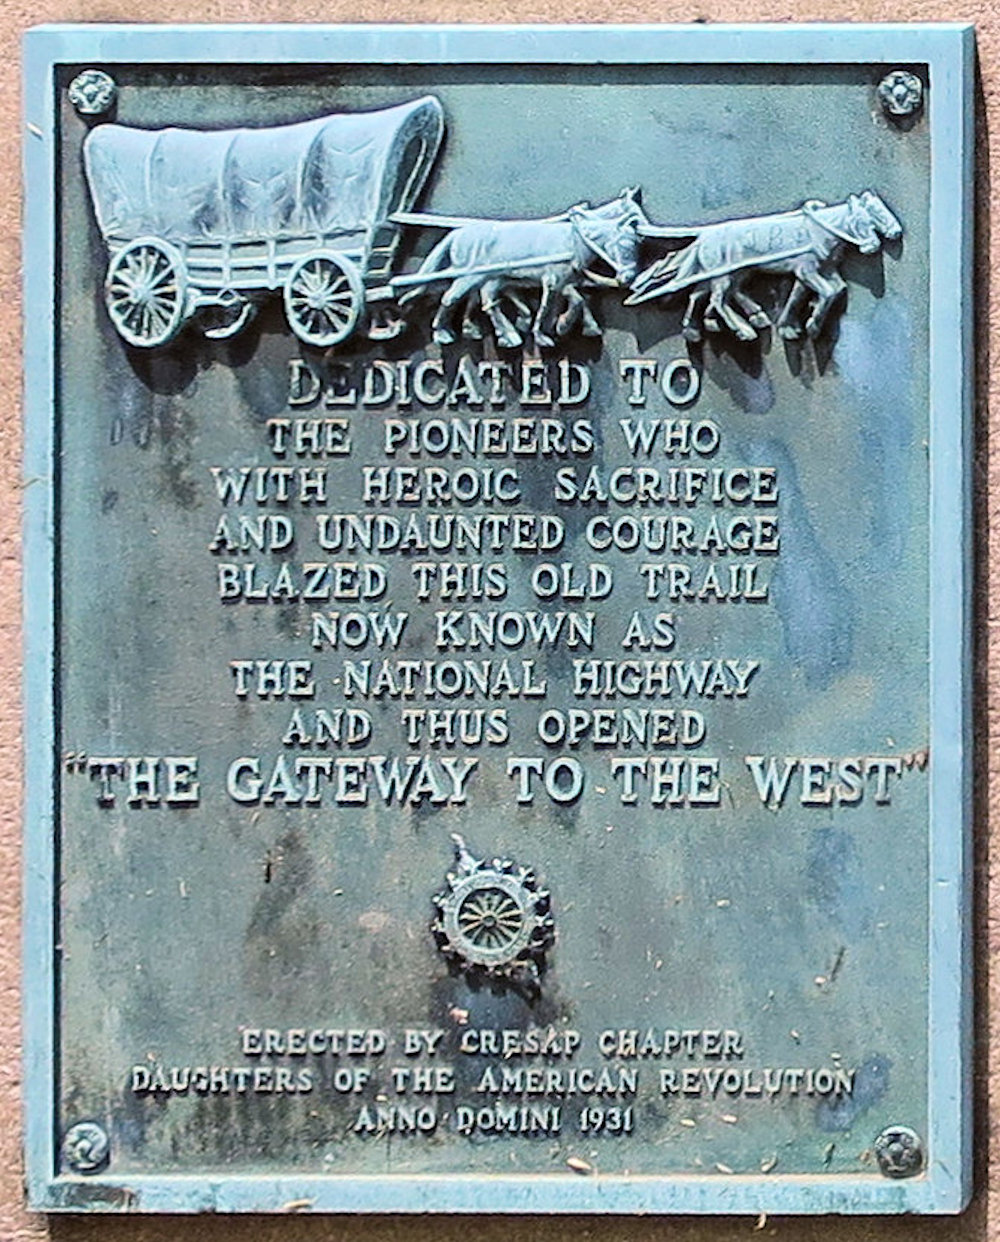 DEDICATED TO
THE PIONEERS WHO
WITH HEROIC SACRIFICE
AND UNDAUNTED COURAGE
BLAZED THIS OLD TRAIL
NOW KNOWN AS
THE NATIONAL HIGHWAY
AND THUS OPENED
"THE GATEWAY TO THE WEST"
ERECTED BY CRESAP CHAPTER
DAUGHTERS OF THE AMERICAN REVOLUTION
ANNO DOMINI 1931